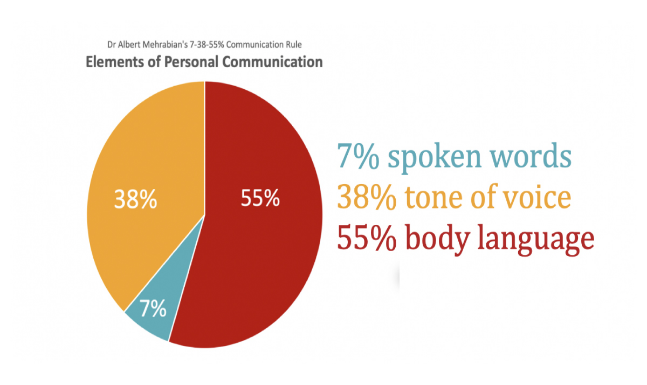 Dr Albert Mehrabian's 7-38-55% Communication Rule
Elements of Personal Communication
38%
55%
7%
7% spoken words
38% tone of voice
55% body language